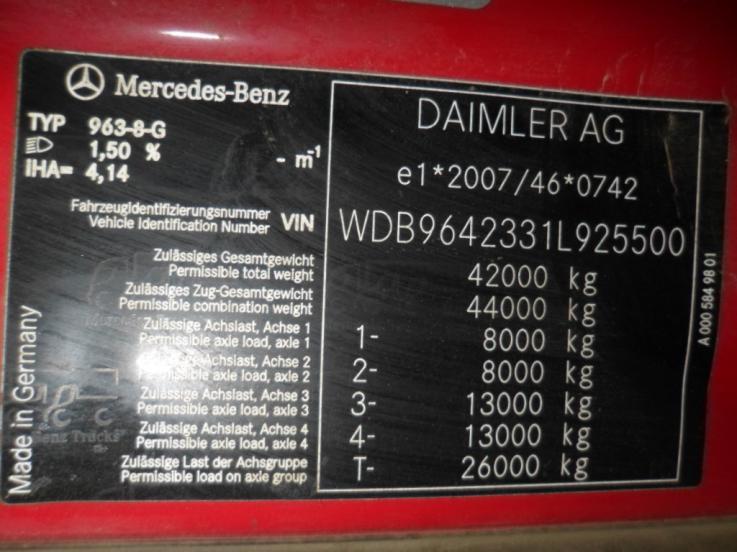 Mercedes-Benz
TYP 963-8-G
1,50 % - m-1
IHA= 4,14
DAIMLER AG
e1*2007/46*0742
Fahrzeugidentifizierungsnummer
Vehicle Identification Number VIN WDB9642331L925500
Zulässiges Gesamtgewicht
Permissible total weight 42000 kg
Zulässiges Zug-Gesamtgewicht
Permissible combination weight 44000 kg
Zulässige Achslast, Achse 1
Permissible axle load, axle 1 1- 8000 kg
Zulässige Achslast, Achse 2
Permissible axle load, axle 2 2- 8000 kg
Zulässige Achslast, Achse 3
Permissible axle load, axle 3 3- 13000 kg
Zulässige Achslast, Achse 4
Permissible axle load, axle 4 4- 13000 kg
Zulässige Last der Achsgruppe
Permissible load on axle group T- 26000 kg
Made in Germany
A 000 584 98 01
Benz Trucks